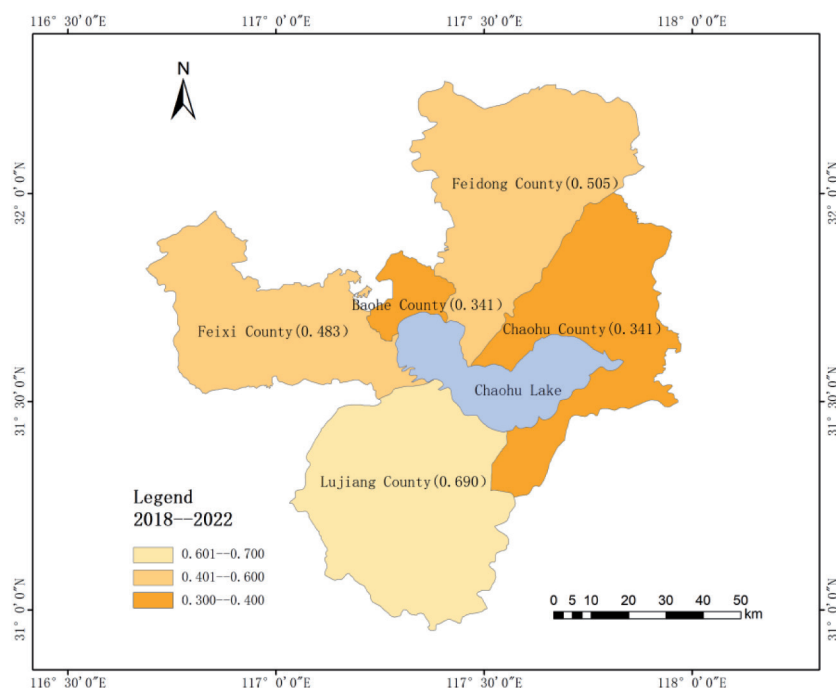 116° 30′ 0″E 117° 0′ 0″E 117° 30′ 0″E 118° 0′ 0″E
N
32° 0′ 0″N 32° 0′ 0″N
Feidong County(0.505)
Baohe County(0.341)
Feixi County(0.483)
Chaohu County(0.341)
Chaohu Lake
31° 30′ 0″N 31° 30′ 0″N
Lujiang County(0.690)
Legend
2018--2022
0.601--0.700
0.401--0.600
0.300--0.400
0 5 10 20 30 40 50
km
31° 0′ 0″N 31° 0′ 0″N
116° 30′ 0″E 117° 0′ 0″E 117° 30′ 0″E 118° 0′ 0″E